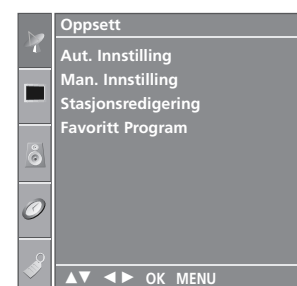 Oppsett
Aut. Innstilling
Man. Innstilling
Stasjonsredigering
Favoritt Program
▲▼ ◄► OK MENU